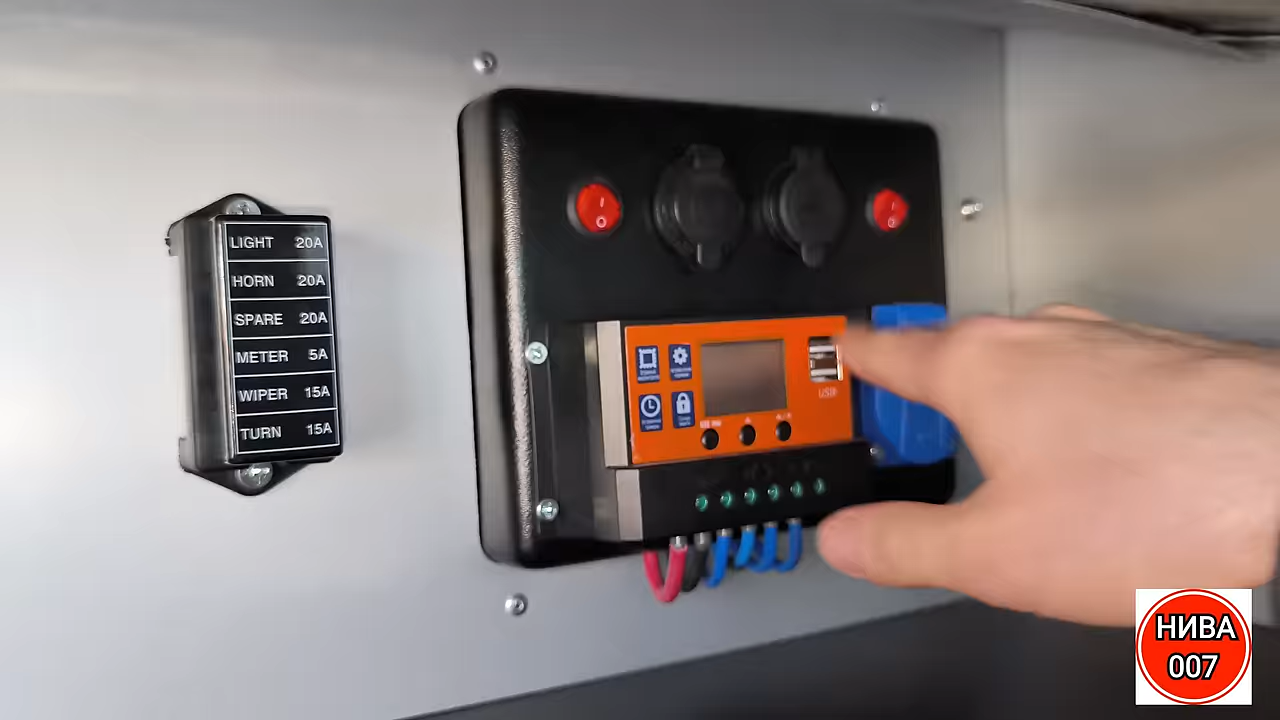 LIGHT 20A
HORN 20A
SPARE 20A
METER 5A
WIPER 15A
TURN 15A
USB
НИВА
007